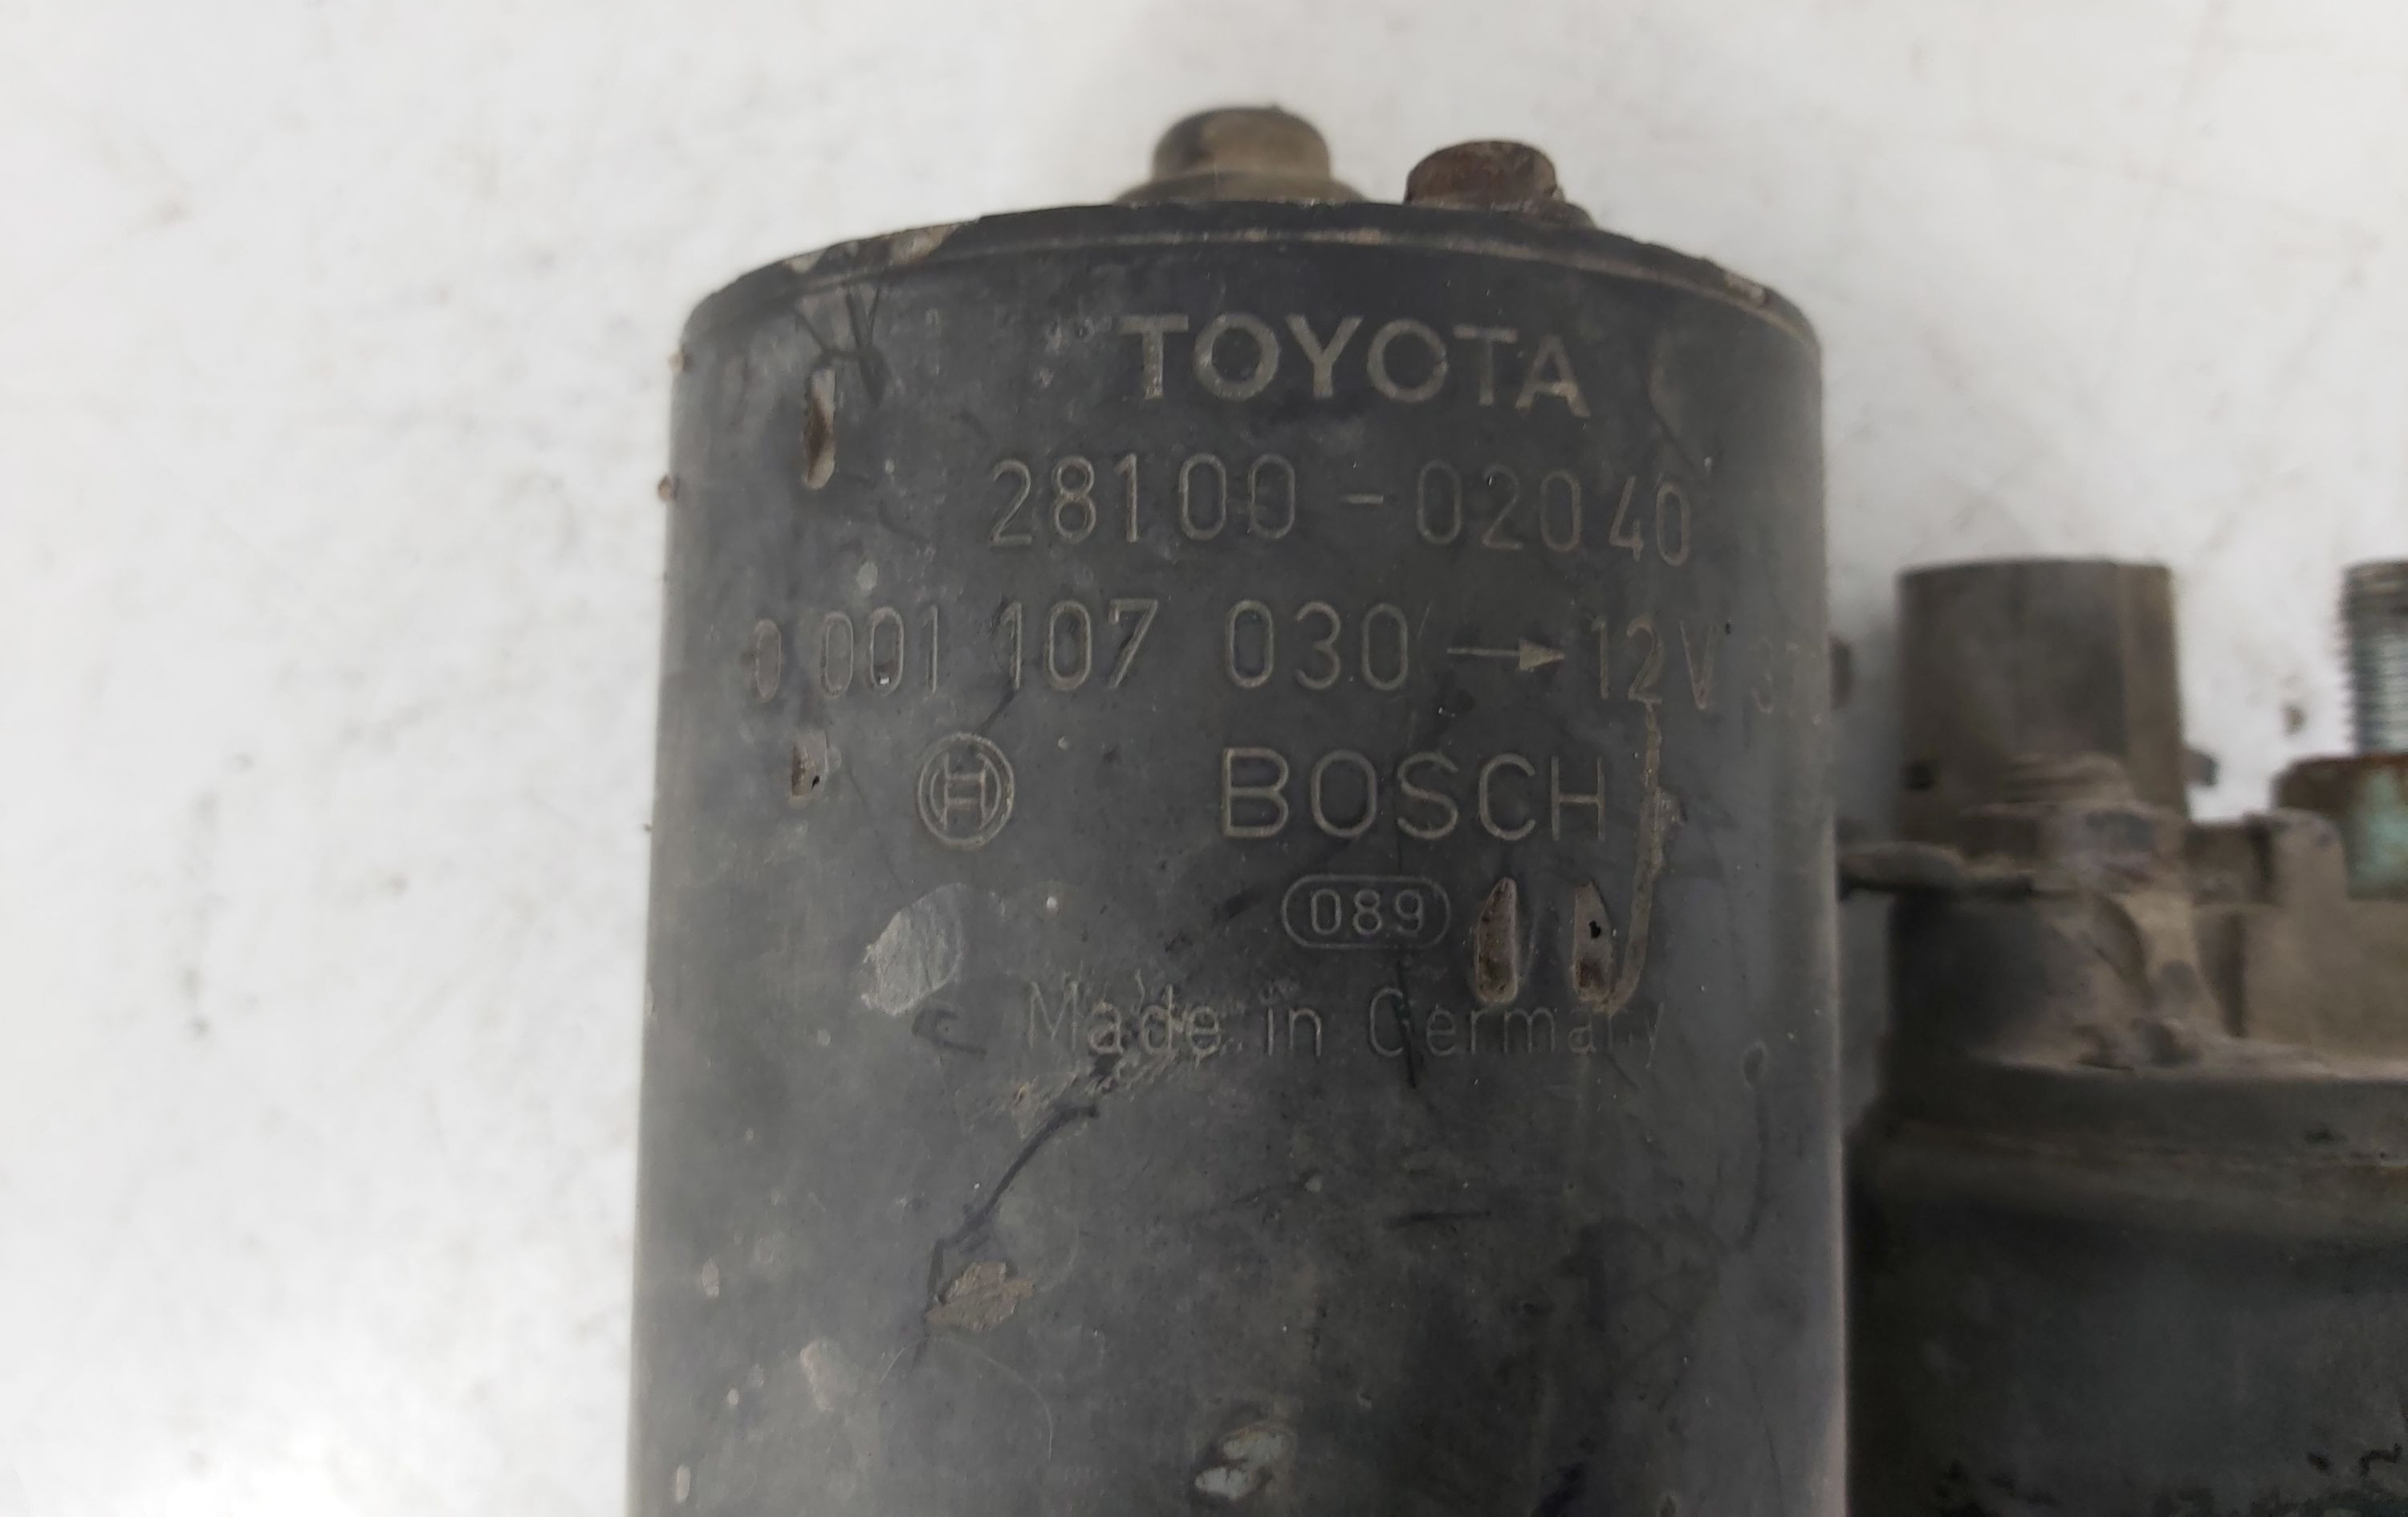 TOYOTA
28100-02040
0 001 107 030 → 12V
BOSCH
089
Made in Germany